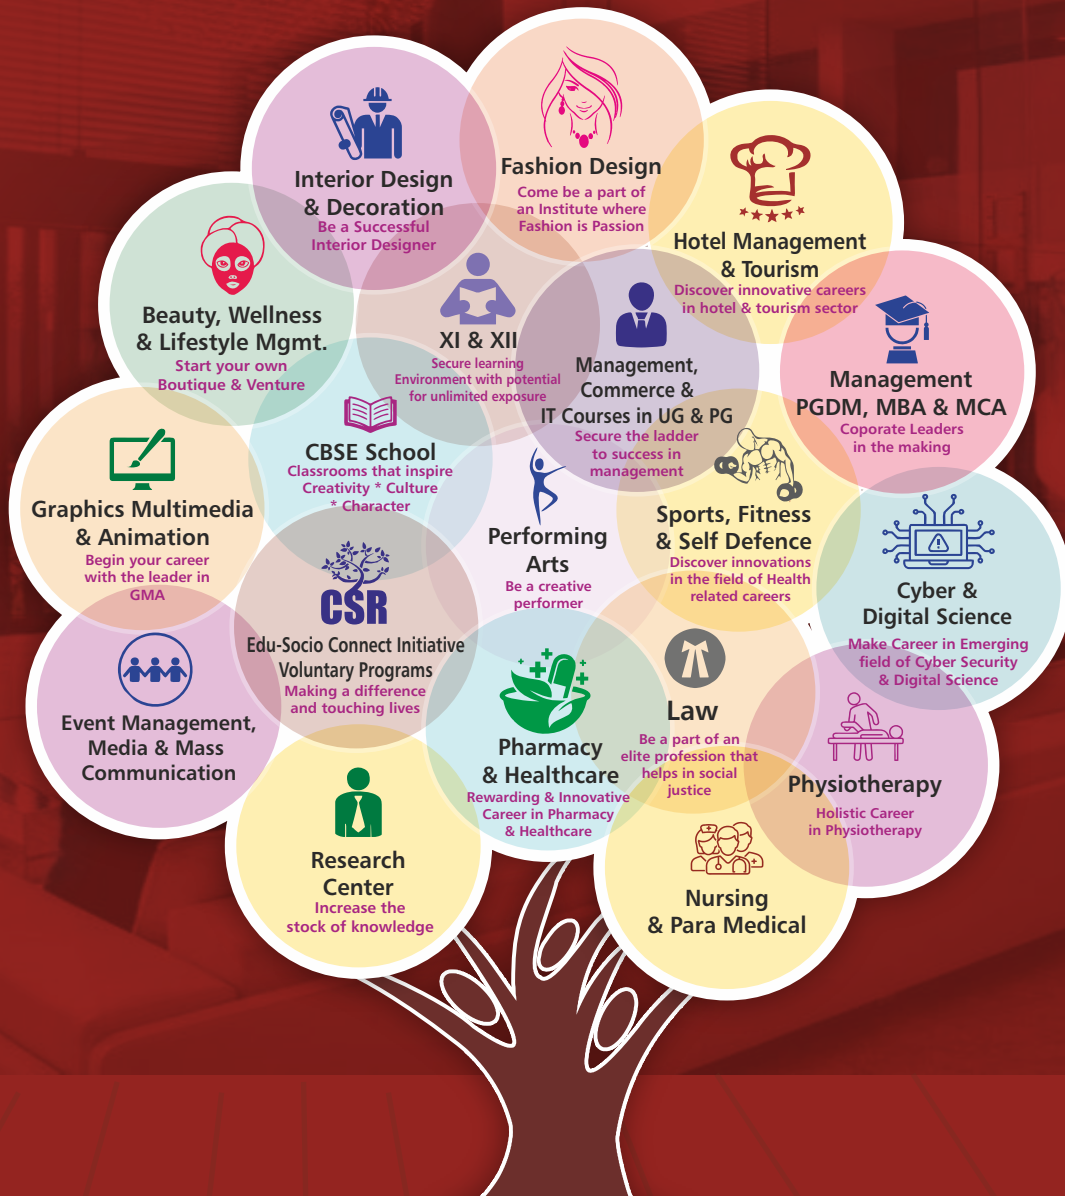 Interior Design
& Decoration
Be a Successful
Interior Designer
Fashion Design
Come be a part of
an Institute where
Fashion is Passion
Hotel Management
& Tourism
Discover innovative careers
in hotel & tourism sector
Beauty, Wellness
& Lifestyle Mgmt.
Start your own
Boutique & Venture
XI & XII
Secure learning
Environment with potential
for unlimited exposure
Management,
Commerce &
IT Courses in UG & PG
Secure the ladder
to success in
management
Management
PGDM, MBA & MCA
Coporate Leaders
in the making
CBSE School
Classrooms that inspire
Creativity * Culture
* Character
Graphics Multimedia
& Animation
Begin your career
with the leader in
GMA
Performing
Arts
Be a creative
performer
Sports, Fitness
& Self Defence
Discover innovations
in the field of Health
related careers
Cyber &
Digital Science
Make Career in Emerging
field of Cyber Security
& Digital Science
CSR
Edu-Socio Connect Initiative
Voluntary Programs
Making a difference
and touching lives
Event Management,
Media & Mass
Communication
Pharmacy
& Healthcare
Rewarding & Innovative
Career in Pharmacy
& Healthcare
Law
Be a part of an
elite profession that
helps in social
justice
Physiotherapy
Holistic Career
in Physiotherapy
Research
Center
Increase the
stock of knowledge
Nursing
& Para Medical